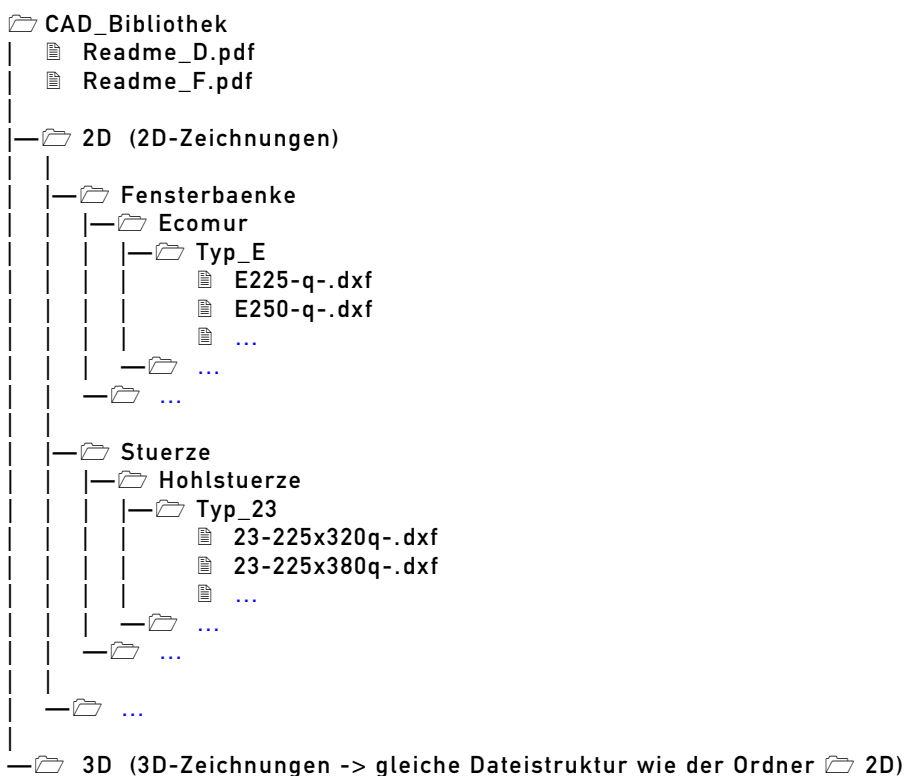 CAD_Bibliothek
Readme_D.pdf
Readme_F.pdf
2D (2D-Zeichnungen)
Fensterbaenke
Ecomur
Typ_E
E225-q-.dxf
E250-q-.dxf
...
...
...
Stuerze
Hohlstuerze
Typ_23
23-225x320q-.dxf
23-225x380q-.dxf
...
...
...
...
3D (3D-Zeichnungen -> gleiche Dateistruktur wie der Ordner 2D)